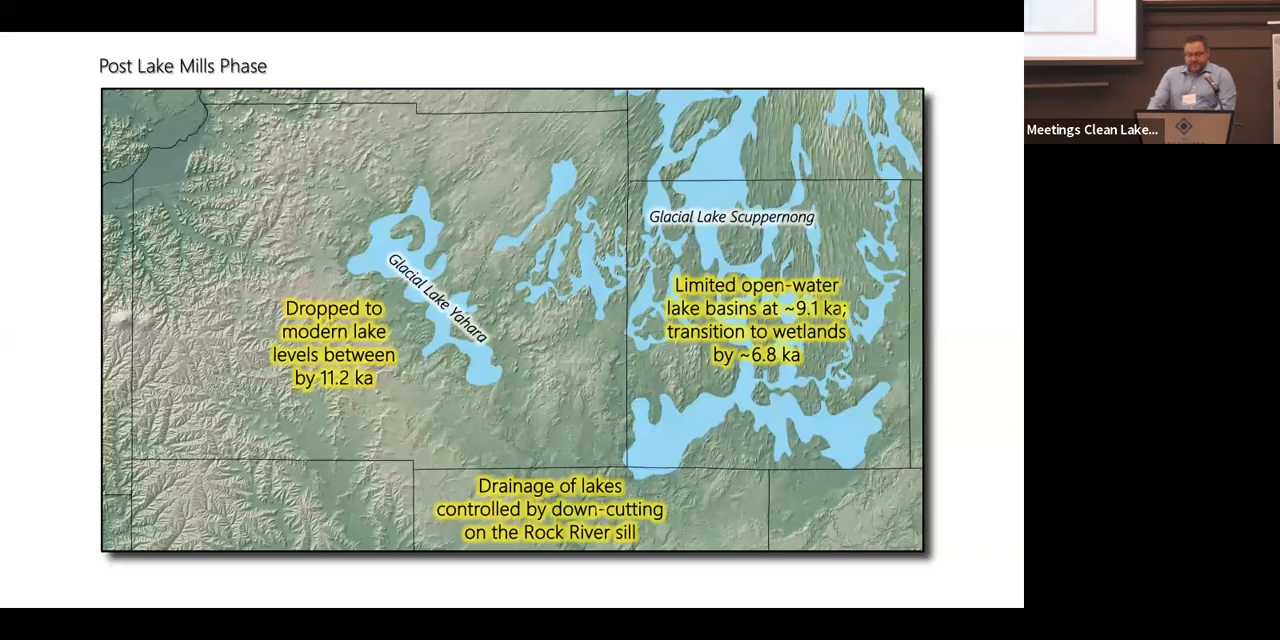 Post Lake Mills Phase
Glacial Lake Scuppernong
Glacial Lake Yahara
Limited open-water
lake basins at ~9.1 ka;
transition to wetlands
by ~6.8 ka
Dropped to
modern lake
levels between
by 11.2 ka
Drainage of lakes
controlled by down-cutting
on the Rock River sill
Meetings Clean Lake...